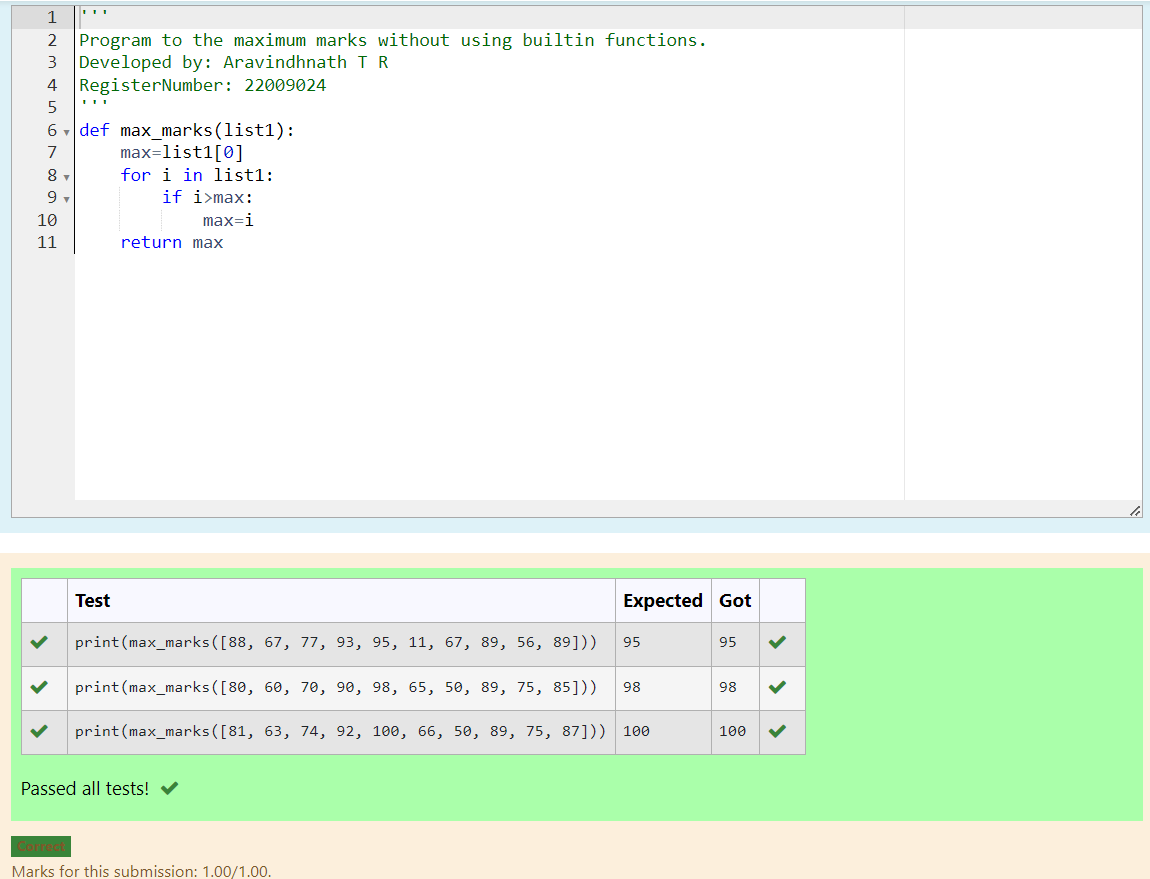 1 '''
2 Program to the maximum marks without using builtin functions.
3 Developed by: Aravindhnath T R
4 RegisterNumber: 22009024
5 '''
6 def max_marks(list1):
7     max=list1[0]
8     for i in list1:
9         if i>max:
10             max=i
11     return max
Test Expected Got
print(max_marks([88, 67, 77, 93, 95, 11, 67, 89, 56, 89])) 95 95
print(max_marks([80, 60, 70, 90, 98, 65, 50, 89, 75, 85])) 98 98
print(max_marks([81, 63, 74, 92, 100, 66, 50, 89, 75, 87])) 100 100
Passed all tests!
Correct
Marks for this submission: 1.00/1.00.